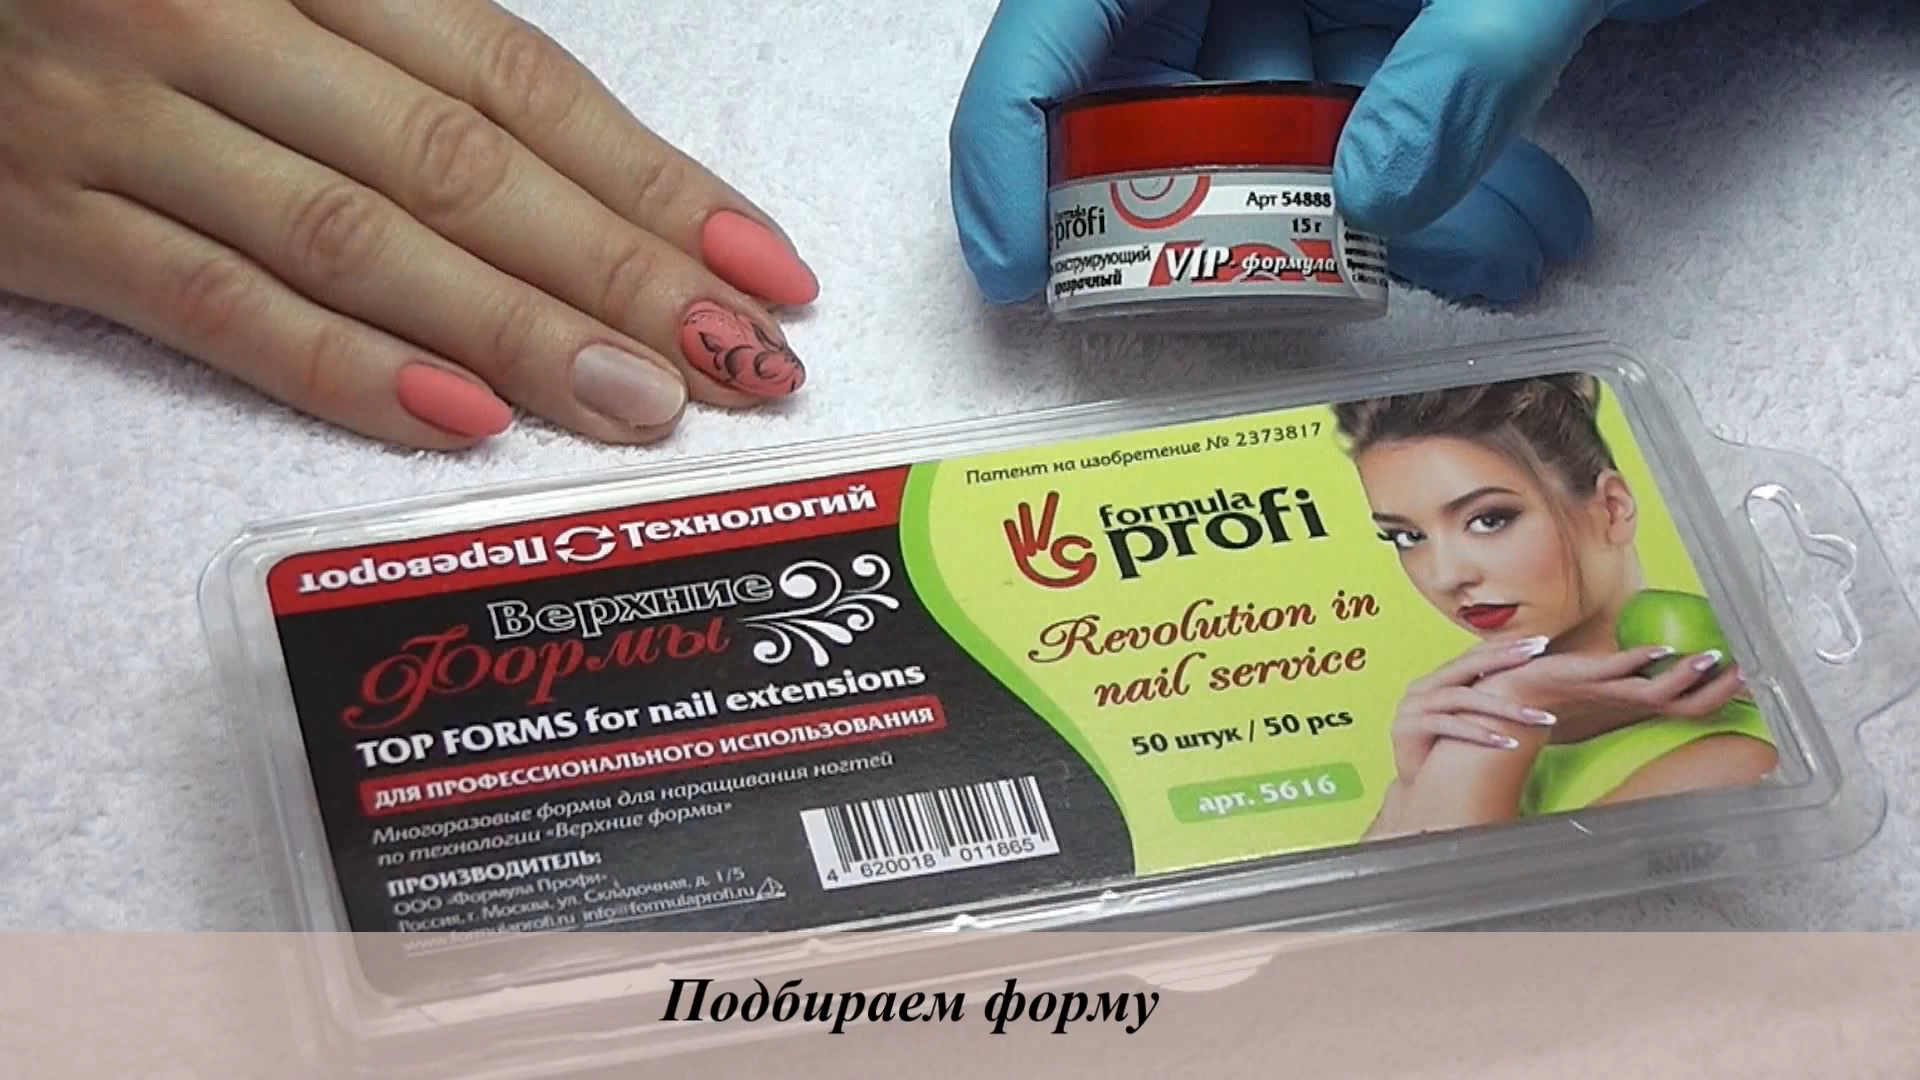 Арт 54888
15 г
formula
profi
конструирующий
прозрачный
VIP-формула
Переворот Технологий
Верхние
Формы
TOP FORMS for nail extensions
ДЛЯ ПРОФЕССИОНАЛЬНОГО ИСПОЛЬЗОВАНИЯ
Многоразовые формы для наращивания ногтей
по технологии «Верхние формы»
ПРОИЗВОДИТЕЛЬ:
ООО «Формула Профи»
Россия, г. Москва, ул. Складочная, д. 1/5
www.formulaprofi.ru info@formulaprofi.ru
4 620018 011865
Патент на изобретение № 2373817
formula
profi
Revolution in
nail service
50 штук / 50 pcs
арт. 5616
Подбираем форму